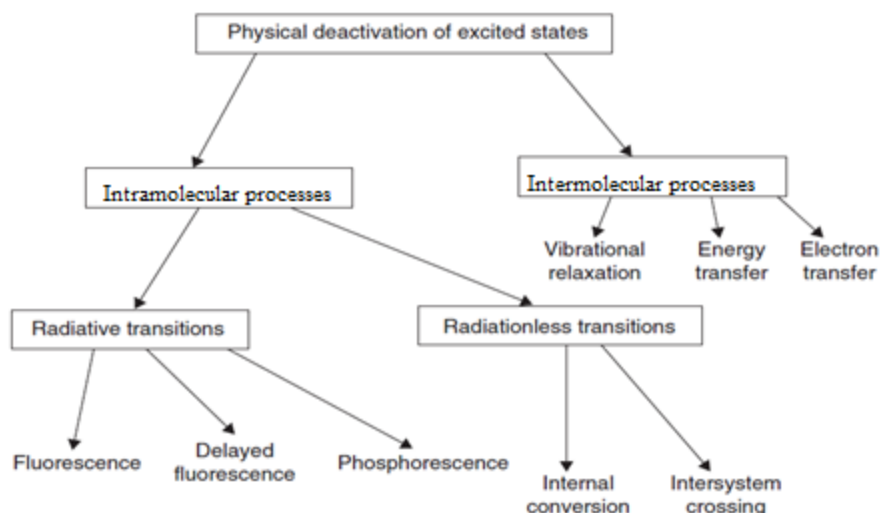 Physical deactivation of excited states
Intramolecular processes
Intermolecular processes
Vibrational
relaxation
Energy
transfer
Electron
transfer
Radiative transitions
Radiationless transitions
Fluorescence
Delayed
fluorescence
Phosphorescence
Internal
conversion
Intersystem
crossing